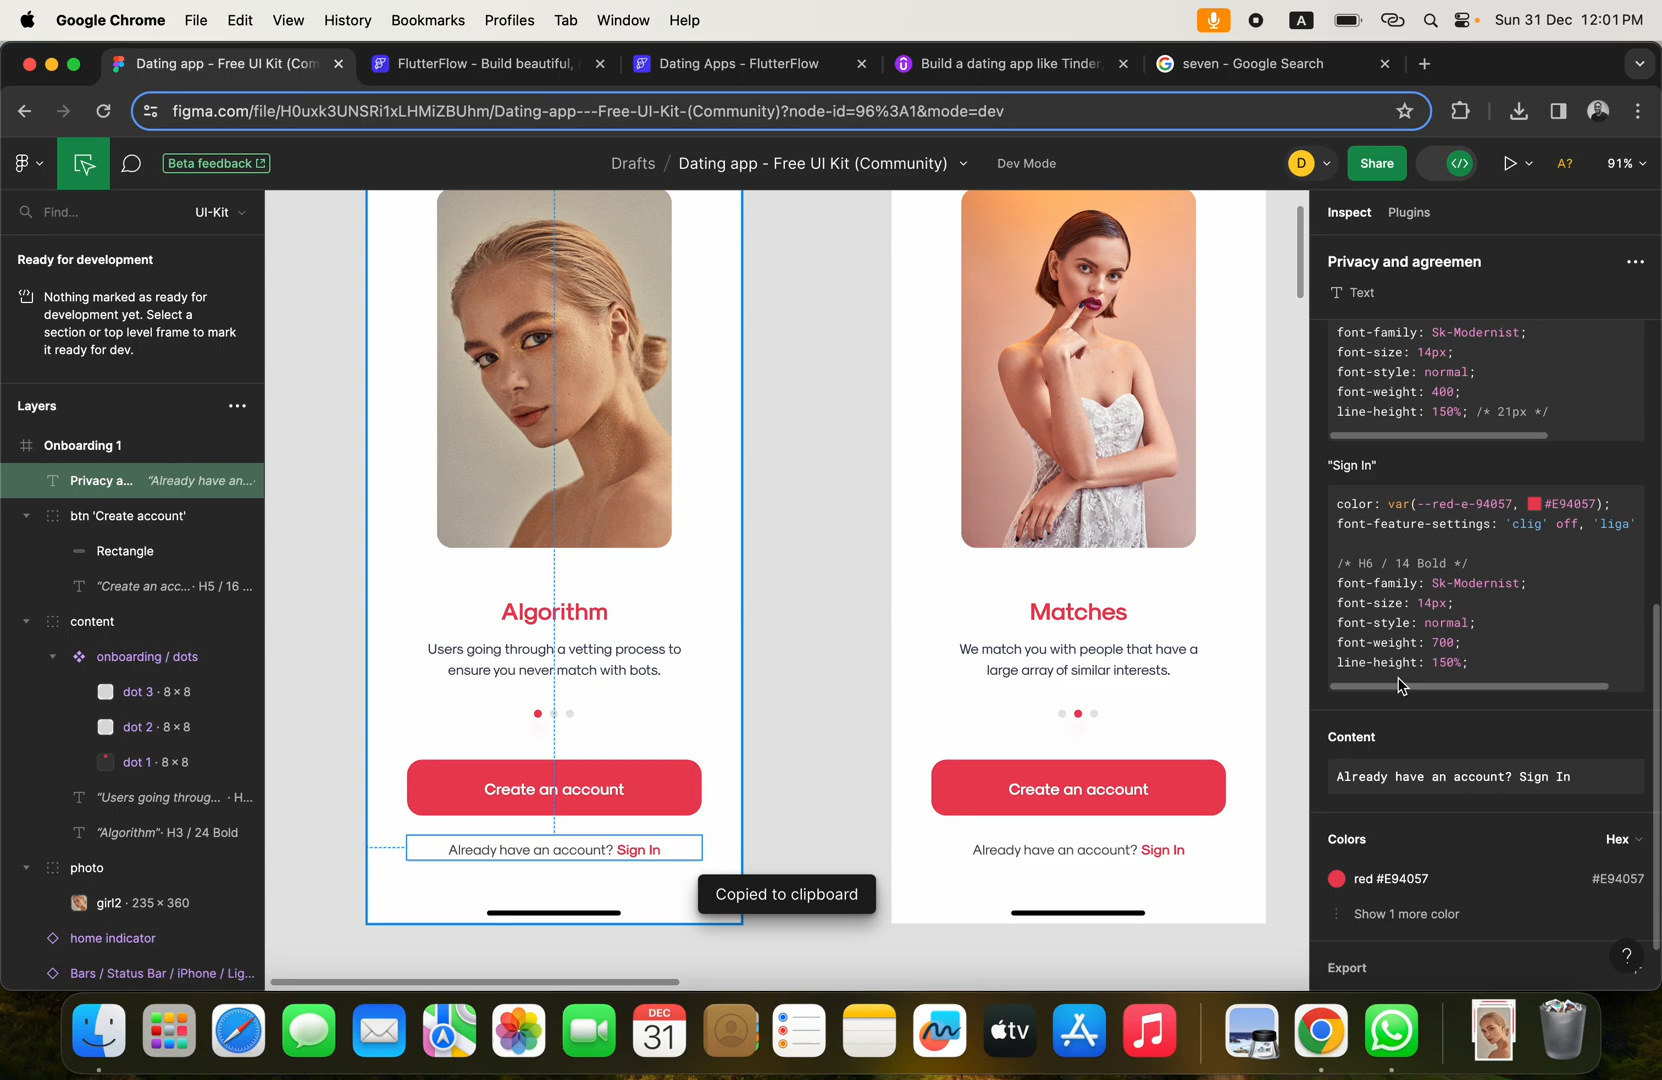 Google Chrome File Edit View History Bookmarks Profiles Tab Window Help A Sun 31 Dec 12:01 PM
Dating app - Free UI Kit (Com FlutterFlow - Build beautiful, Dating Apps - FlutterFlow Build a dating app like Tinder, seven - Google Search
figma.com/file/H0uxk3UNSRi1xLHMiZBUhm/Dating-app---Free-UI-Kit-(Community)?node-id=96%3A1&mode=dev
Beta feedback Drafts / Dating app - Free UI Kit (Community) Dev Mode D Share A? 91%
Find... UI-Kit
Ready for development
Nothing marked as ready for
development yet. Select a
section or top level frame to mark
it ready for dev.
Layers
Onboarding 1
Privacy a... "Already have an...
btn 'Create account'
Rectangle
"Create an acc... · H5 / 16 ...
content
onboarding / dots
dot 3 · 8 × 8
dot 2 · 8 × 8
dot 1 · 8 × 8
"Users going throug... · H...
"Algorithm" · H3 / 24 Bold
photo
girl2 · 235 × 360
home indicator
Bars / Status Bar / iPhone / Lig...
Algorithm
Users going through a vetting process to
ensure you never match with bots.
Create an account
Already have an account? Sign In
Copied to clipboard
Matches
We match you with people that have a
large array of similar interests.
Create an account
Already have an account? Sign In
Inspect Plugins
Privacy and agreemen
T Text
font-family: Sk-Modernist;
font-size: 14px;
font-style: normal;
font-weight: 400;
line-height: 150%; /* 21px */
"Sign In"
color: var(--red-e-94057, #E94057);
font-feature-settings: 'clig' off, 'liga'
/* H6 / 14 Bold */
font-family: Sk-Modernist;
font-size: 14px;
font-style: normal;
font-weight: 700;
line-height: 150%;
Content
Already have an account? Sign In
Colors Hex
red #E94057 #E94057
Show 1 more color
Export
?
DEC
31
tv